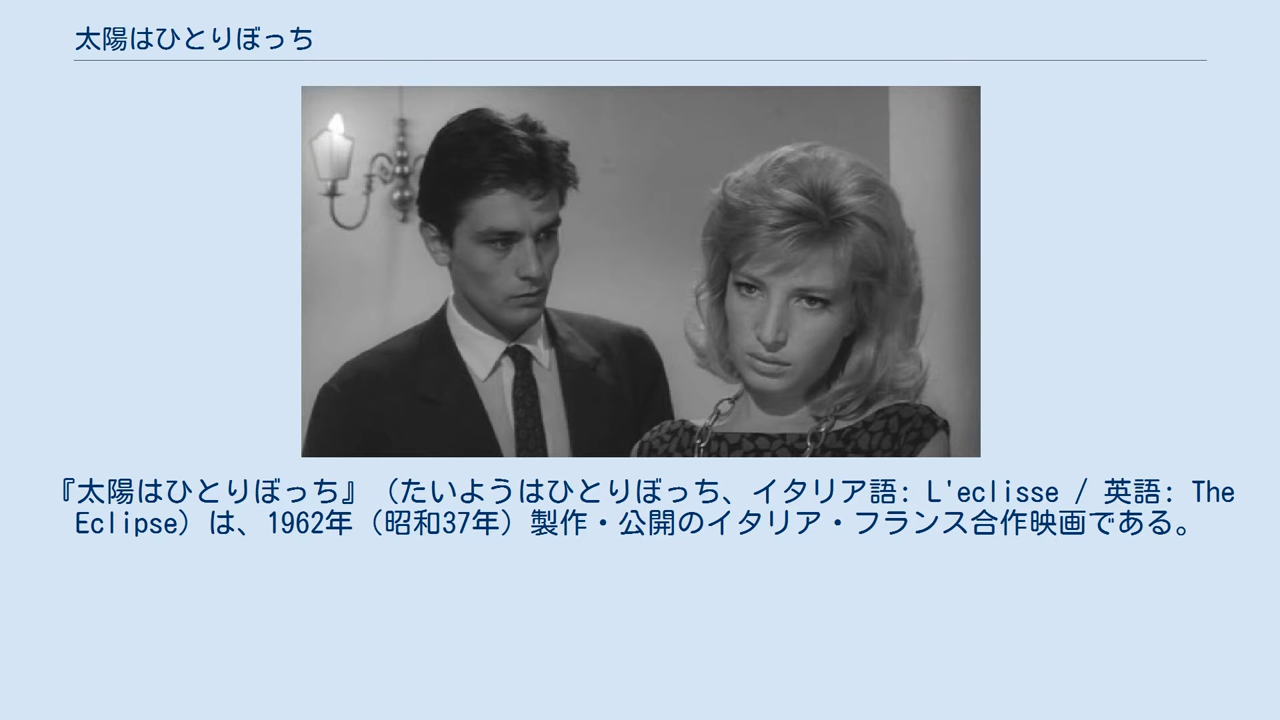 太陽はひとりぼっち
『太陽はひとりぼっち』（たいようはひとりぼっち、イタリア語: L'eclisse / 英語: The
Eclipse）は、1962年（昭和37年）製作・公開のイタリア・フランス合作映画である。